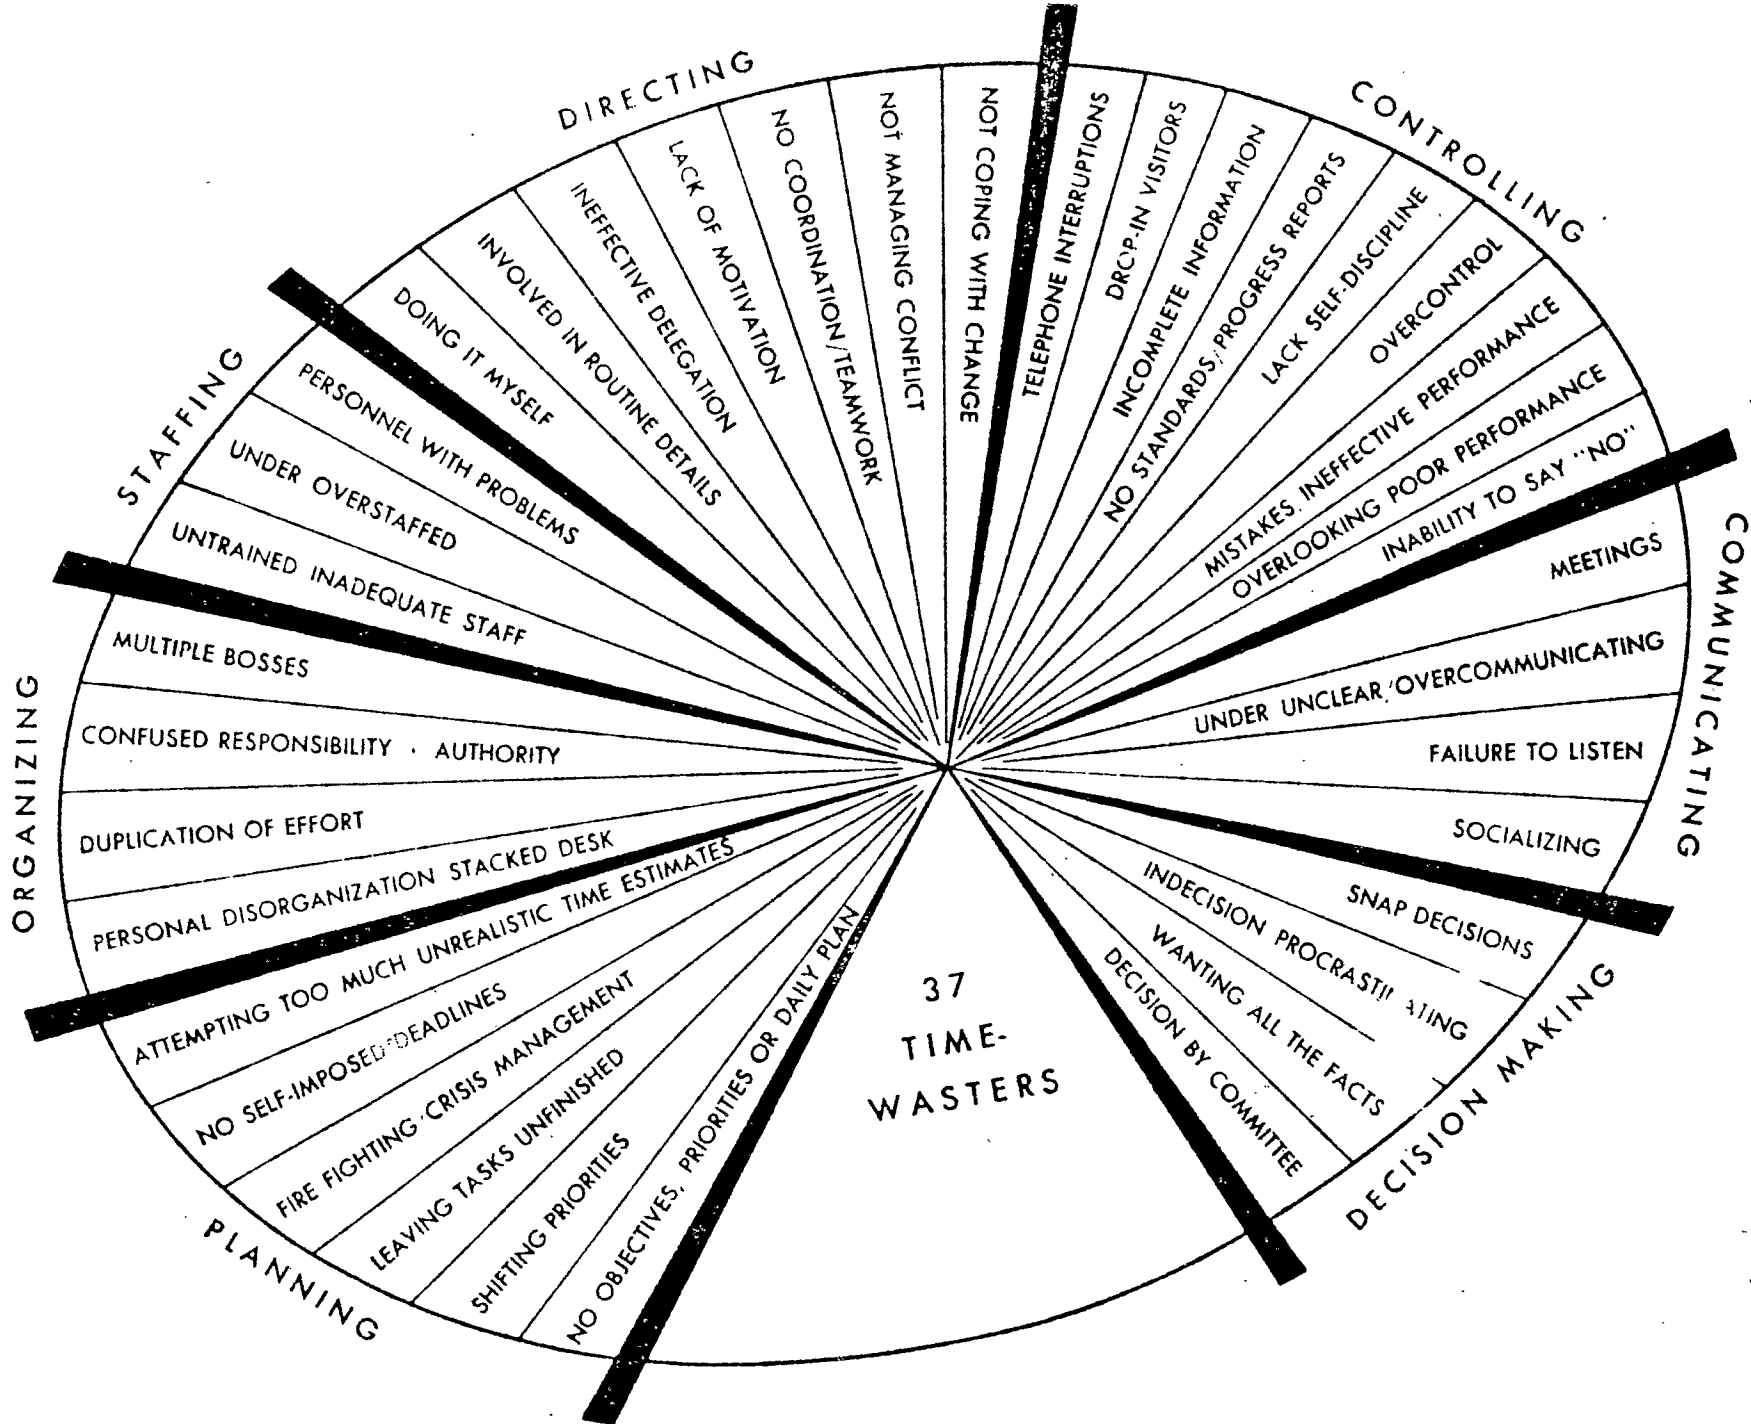 DIRECTING
DOING IT MYSELF
INVOLVED IN ROUTINE DETAILS
INEFFECTIVE DELEGATION
LACK OF MOTIVATION
NO COORDINATION/TEAMWORK
NOT MANAGING CONFLICT
NOT COPING WITH CHANGE
CONTROLLING
TELEPHONE INTERRUPTIONS
DROP-IN VISITORS
INCOMPLETE INFORMATION
NO STANDARDS/PROGRESS REPORTS
LACK SELF-DISCIPLINE
OVERCONTROL
MISTAKES, INEFFECTIVE PERFORMANCE
OVERLOOKING POOR PERFORMANCE
INABILITY TO SAY "NO"
COMMUNICATING
MEETINGS
UNDER UNCLEAR/OVERCOMMUNICATING
FAILURE TO LISTEN
SOCIALIZING
DECISION MAKING
SNAP DECISIONS
INDECISION
WANTING ALL THE FACTS
DECISION BY COMMITTEE
37
TIME-
WASTERS
PLANNING
NO OBJECTIVES, PRIORITIES OR DAILY PLAN
SHIFTING PRIORITIES
LEAVING TASKS UNFINISHED
FIRE FIGHTING CRISIS MANAGEMENT
NO SELF-IMPOSED DEADLINES
ATTEMPTING TOO MUCH UNREALISTIC TIME ESTIMATES
ORGANIZING
PERSONAL DISORGANIZATION STACKED DESK
DUPLICATION OF EFFORT
CONFUSED RESPONSIBILITY · AUTHORITY
MULTIPLE BOSSES
STAFFING
UNTRAINED INADEQUATE STAFF
UNDER OVERSTAFFED
PERSONNEL WITH PROBLEMS